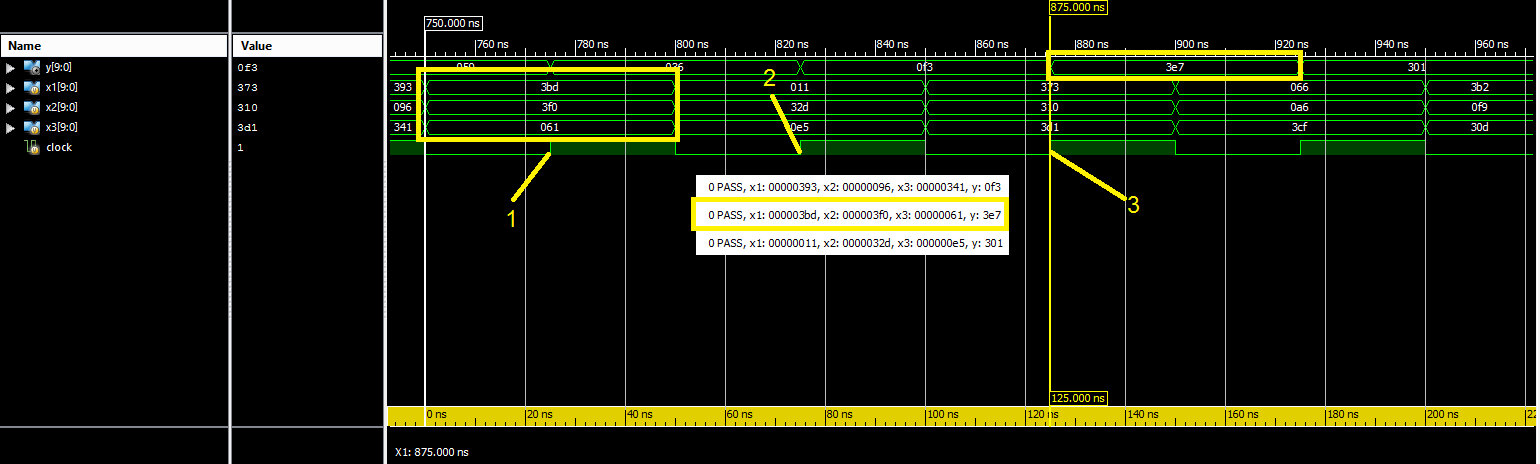 875.000 ns
750.000 ns
Name Value
760 ns 780 ns 800 ns 820 ns 840 ns 860 ns 880 ns 900 ns 920 ns 940 ns 960 ns
y[9:0] 0f3 036 0f3 3e7 301
x1[9:0] 373 393 3bd 011 373 066 3b2
x2[9:0] 310 096 3f0 32d 310 0a6 0f9
x3[9:0] 3d1 341 061 0e5 3d1 3cf 30d
clock 1
2
1
3
0 PASS, x1: 00000393, x2: 00000096, x3: 00000341, y: 0f3
0 PASS, x1: 000003bd, x2: 000003f0, x3: 00000061, y: 3e7
0 PASS, x1: 00000011, x2: 0000032d, x3: 000000e5, y: 301
125.000 ns
0 ns 20 ns 40 ns 60 ns 80 ns 100 ns 120 ns 140 ns 160 ns 180 ns 200 ns
X1: 875.000 ns